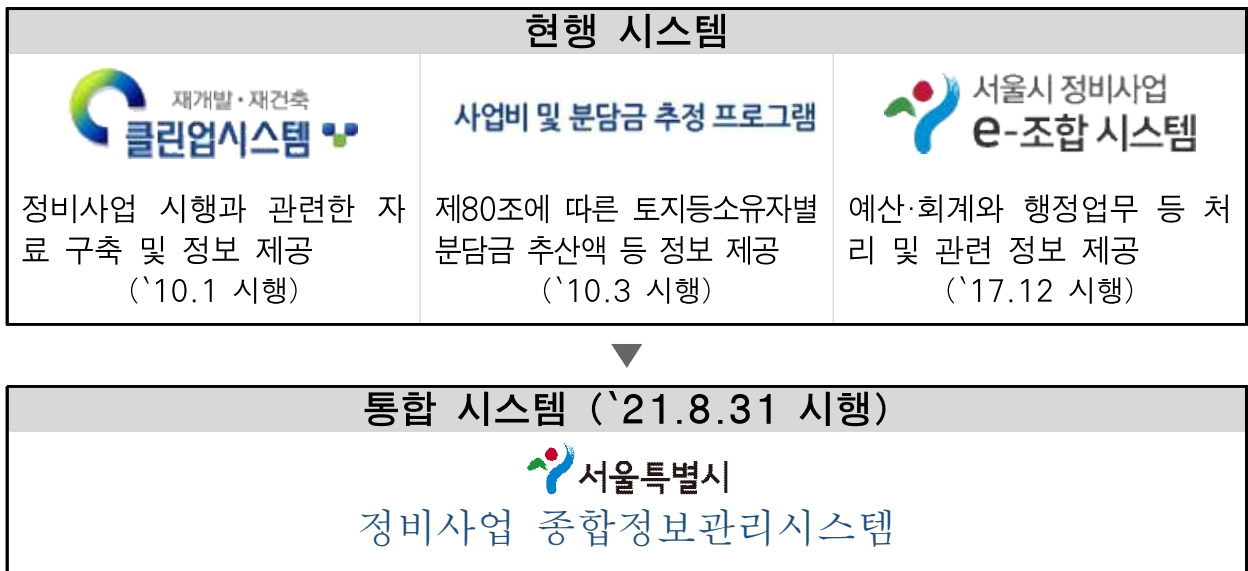 현행 시스템
재개발·재건축
클린업시스템
정비사업 시행과 관련한 자
료 구축 및 정보 제공
(`10.1 시행)
사업비 및 분담금 추정 프로그램
제80조에 따른 토지등소유자별
분담금 추산액 등 정보 제공
(`10.3 시행)
서울시 정비사업
e-조합 시스템
예산·회계와 행정업무 등 처
리 및 관련 정보 제공
(`17.12 시행)
통합 시스템 (`21.8.31 시행)
서울특별시
정비사업 종합정보관리시스템